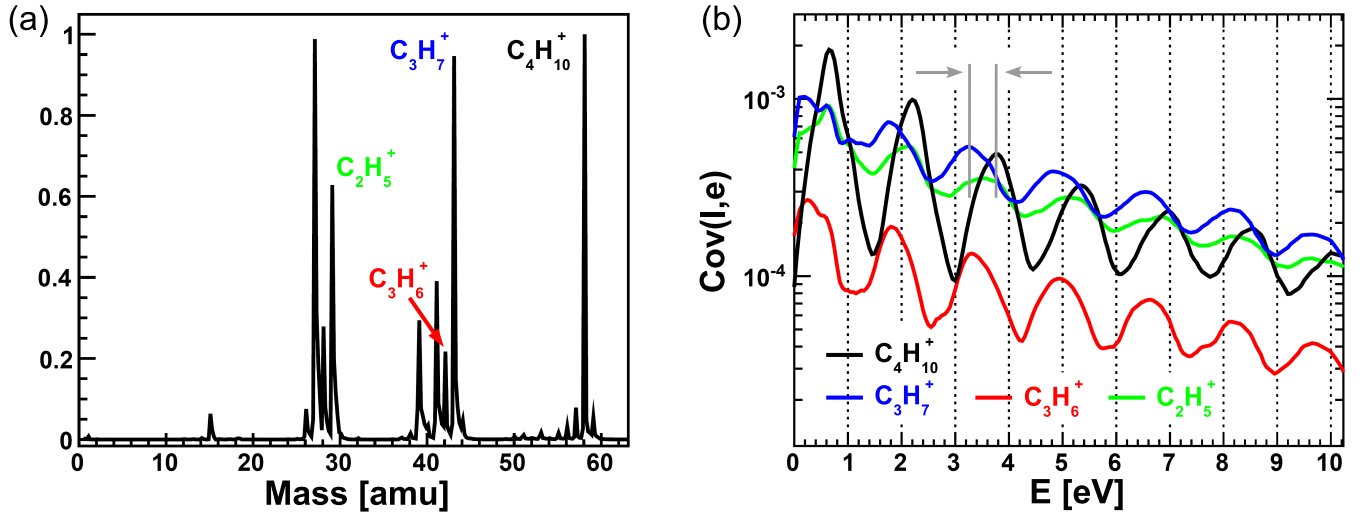 (a)
1
0.8
0.6
0.4
0.2
0
C₃H₇⁺
C₄H₁₀⁺
C₂H₅⁺
C₃H₆⁺
0 10 20 30 40 50 60
Mass [amu]
(b)
Cov(I,e)
10⁻³
10⁻⁴
C₄H₁₀⁺
C₃H₇⁺ C₃H₆⁺ C₂H₅⁺
0 1 2 3 4 5 6 7 8 9 10
E [eV]